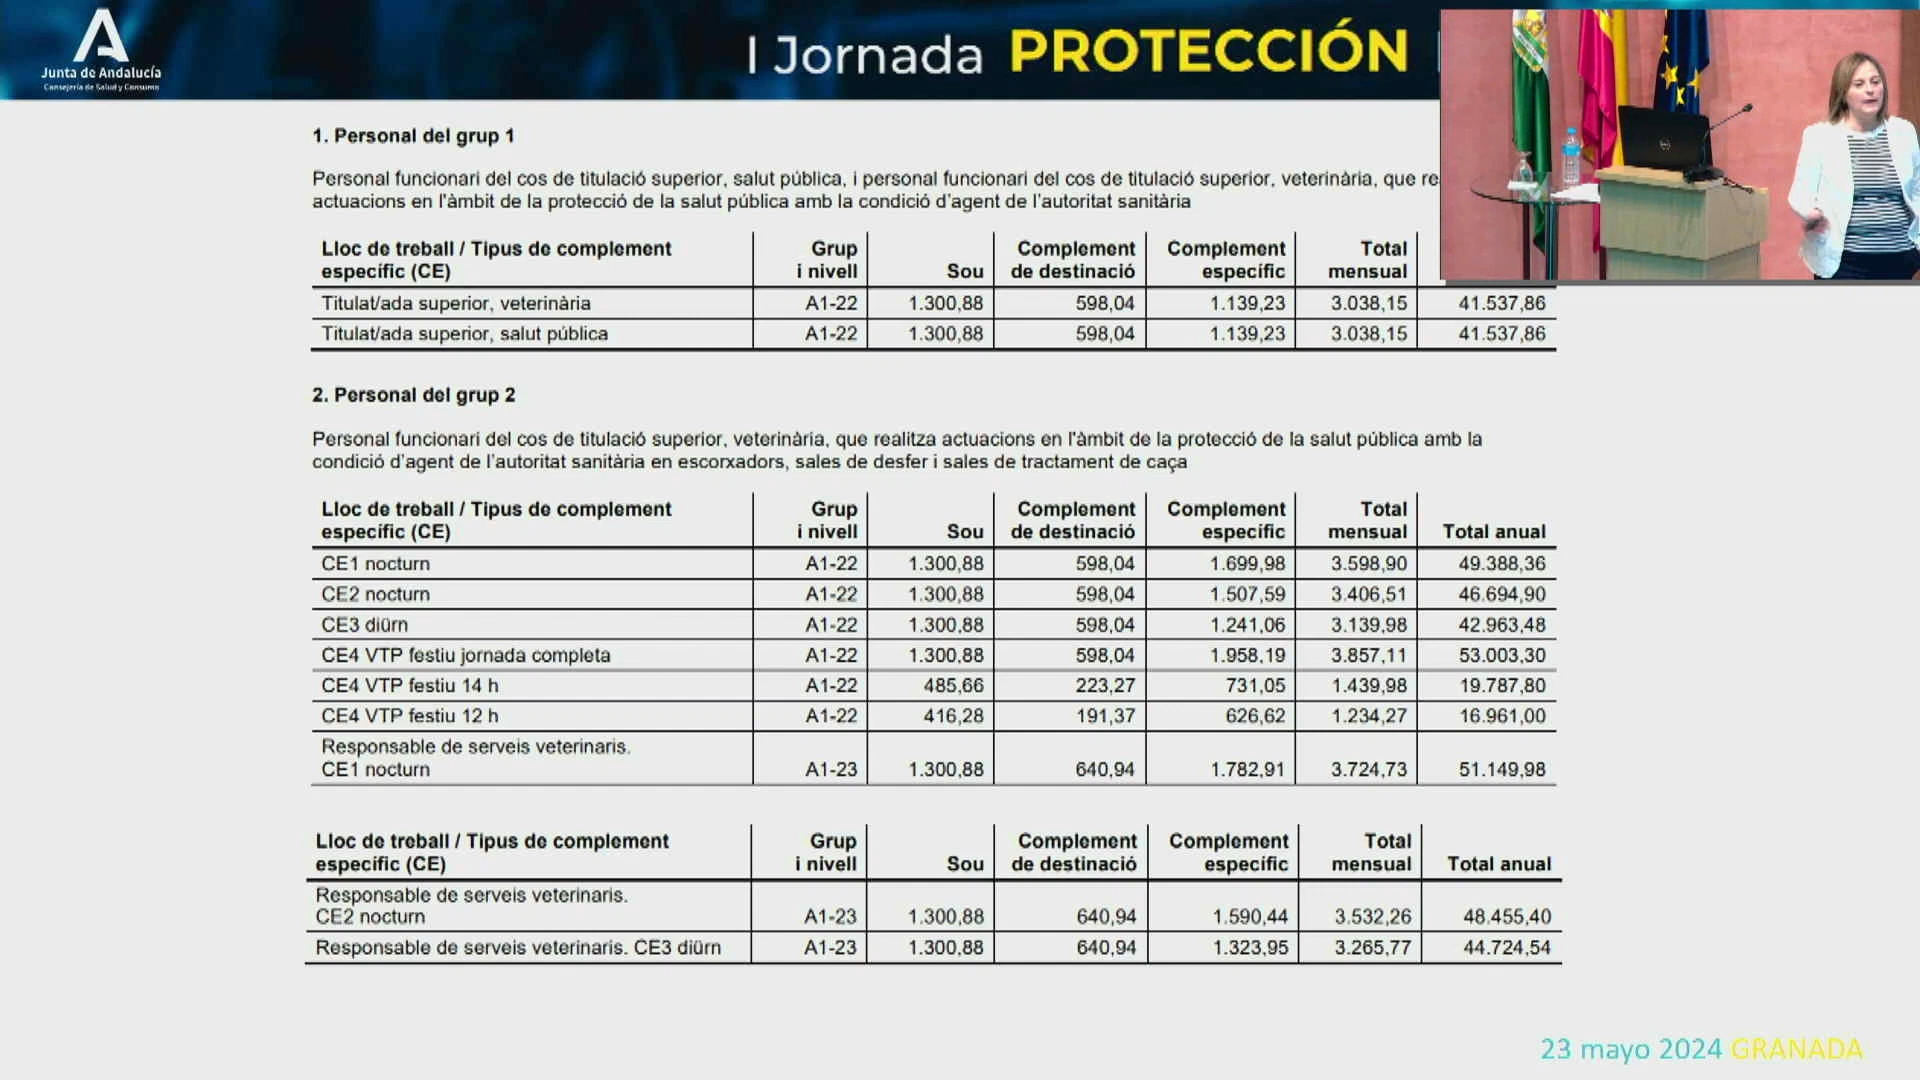 Junta de Andalucía
Consejería de Salud y Consumo
I Jornada PROTECCIÓN
1. Personal del grup 1
Personal funcionari del cos de titulació superior, salut pública, i personal funcionari del cos de titulació superior, veterinària, que re
actuacions en l'àmbit de la protecció de la salut pública amb la condició d'agent de l'autoritat sanitària
Lloc de treball / Tipus de complement específic (CE) Grup i nivell Sou Complement de destinació Complement específic Total mensual
Titulat/ada superior, veterinària A1-22 1.300,88 598,04 1.139,23 3.038,15 41.537,86
Titulat/ada superior, salut pública A1-22 1.300,88 598,04 1.139,23 3.038,15 41.537,86
2. Personal del grup 2
Personal funcionari del cos de titulació superior, veterinària, que realitza actuacions en l'àmbit de la protecció de la salut pública amb la
condició d'agent de l'autoritat sanitària en escorxadors, sales de desfer i sales de tractament de caça
Lloc de treball / Tipus de complement específic (CE) Grup i nivell Sou Complement de destinació Complement específic Total mensual Total anual
CE1 nocturn A1-22 1.300,88 598,04 1.699,98 3.598,90 49.388,36
CE2 nocturn A1-22 1.300,88 598,04 1.507,59 3.406,51 46.694,90
CE3 diürn A1-22 1.300,88 598,04 1.241,06 3.139,98 42.963,48
CE4 VTP festiu jornada completa A1-22 1.300,88 598,04 1.958,19 3.857,11 53.003,30
CE4 VTP festiu 14 h A1-22 485,66 223,27 731,05 1.439,98 19.787,80
CE4 VTP festiu 12 h A1-22 416,28 191,37 626,62 1.234,27 16.961,00
Responsable de serveis veterinaris.
CE1 nocturn A1-23 1.300,88 640,94 1.782,91 3.724,73 51.149,98
Lloc de treball / Tipus de complement específic (CE) Grup i nivell Sou Complement de destinació Complement específic Total mensual Total anual
Responsable de serveis veterinaris.
CE2 nocturn A1-23 1.300,88 640,94 1.590,44 3.532,26 48.455,40
Responsable de serveis veterinaris. CE3 diürn A1-23 1.300,88 640,94 1.323,95 3.265,77 44.724,54
23 mayo 2024 GRANADA